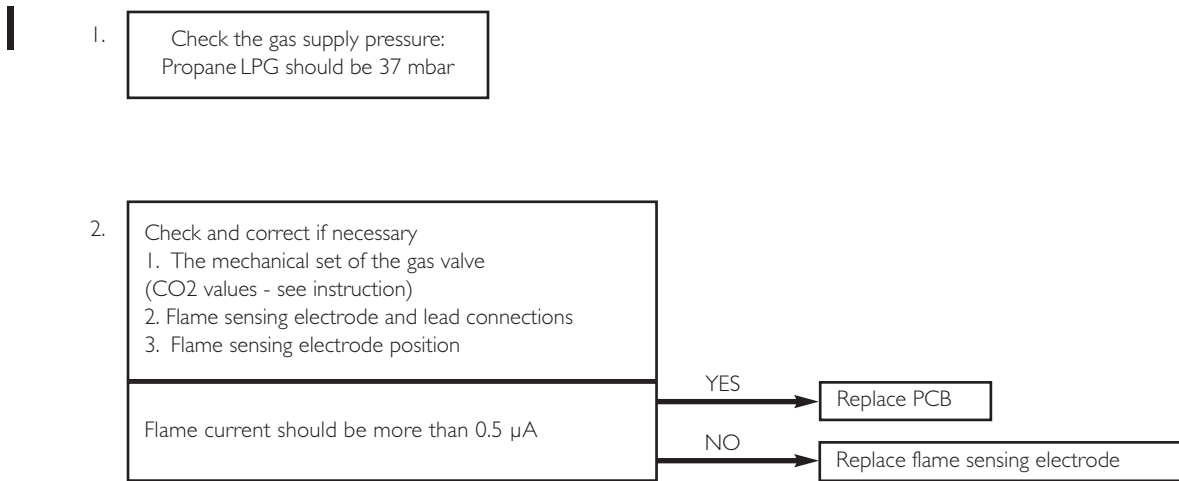 1.
Check the gas supply pressure:
Propane LPG should be 37 mbar
2.
Check and correct if necessary
1. The mechanical set of the gas valve
(CO2 values - see instruction)
2. Flame sensing electrode and lead connections
3. Flame sensing electrode position
Flame current should be more than 0.5 µA
YES
Replace PCB
NO
Replace flame sensing electrode